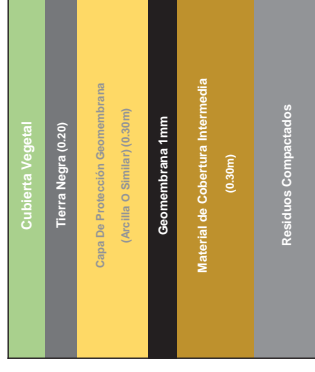 Cubierta Vegetal
Tierra Negra (0.20)
Capa De Protección Geomembrana
(Arcilla O Similar) (0.30m)
Geomembrana 1mm
Material de Cobertura Intermedia
(0.30m)
Residuos Compactados